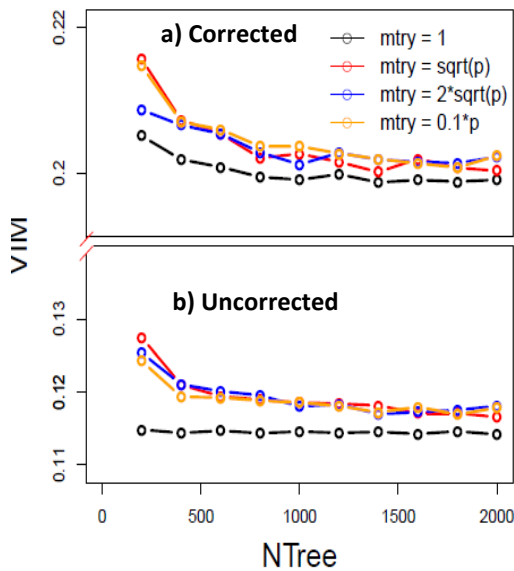 0.22
a) Corrected
mtry = 1
mtry = sqrt(p)
mtry = 2*sqrt(p)
mtry = 0.1*p
0.2
VIM
0.13
b) Uncorrected
0.12
0.11
0 500 1000 1500 2000
NTree